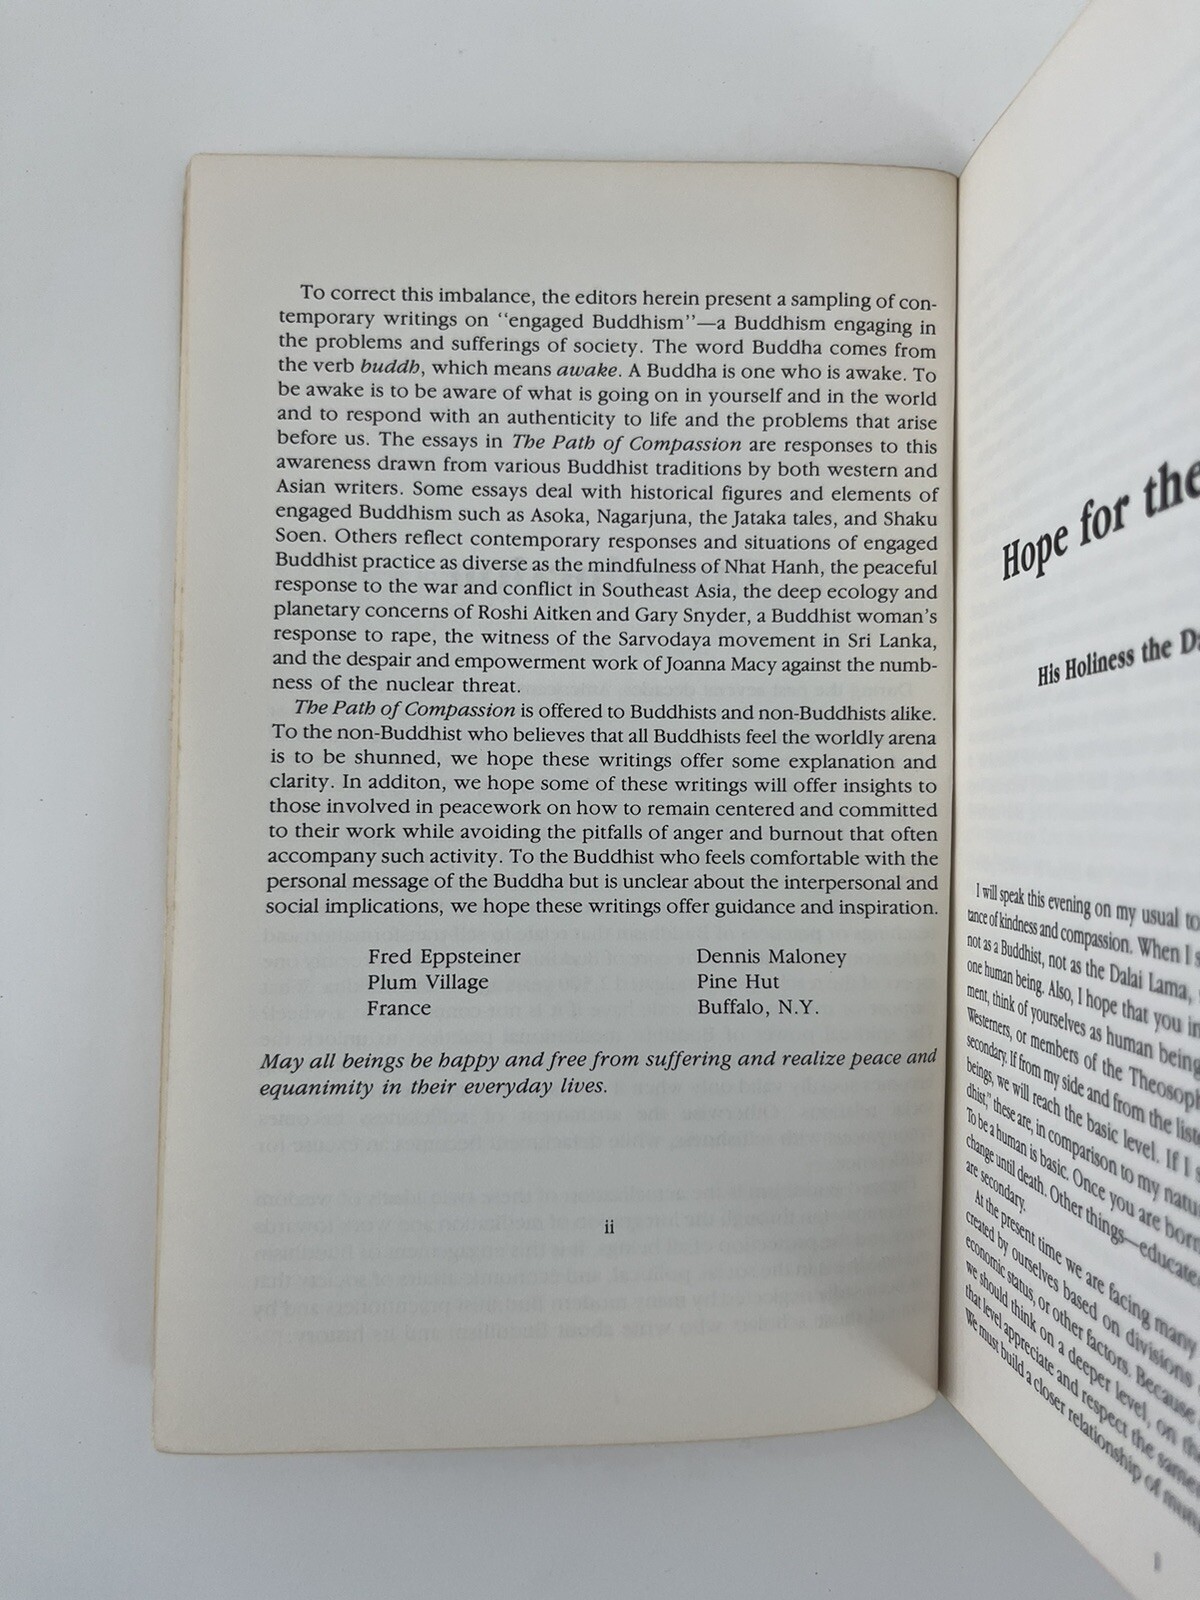 To correct this imbalance, the editors herein present a sampling of con-
temporary writings on “engaged Buddhism”—a Buddhism engaging in
the problems and sufferings of society. The word Buddha comes from
the verb buddh, which means awake. A Buddha is one who is awake. To
be awake is to be aware of what is going on in yourself and in the world
and to respond with an authenticity to life and the problems that arise
before us. The essays in The Path of Compassion are responses to this
awareness drawn from various Buddhist traditions by both western and
Asian writers. Some essays deal with historical figures and elements of
engaged Buddhism such as Asoka, Nagarjuna, the Jataka tales, and Shaku
Soen. Others reflect contemporary responses and situations of engaged
Buddhist practice as diverse as the mindfulness of Nhat Hanh, the peaceful
response to the war and conflict in Southeast Asia, the deep ecology and
planetary concerns of Roshi Aitken and Gary Snyder, a Buddhist woman’s
response to rape, the witness of the Sarvodaya movement in Sri Lanka,
and the despair and empowerment work of Joanna Macy against the numb-
ness of the nuclear threat.
The Path of Compassion is offered to Buddhists and non-Buddhists alike.
To the non-Buddhist who believes that all Buddhists feel the worldly arena
is to be shunned, we hope these writings offer some explanation and
clarity. In additon, we hope some of these writings will offer insights to
those involved in peacework on how to remain centered and committed
to their work while avoiding the pitfalls of anger and burnout that often
accompany such activity. To the Buddhist who feels comfortable with the
personal message of the Buddha but is unclear about the interpersonal and
social implications, we hope these writings offer guidance and inspiration.
Fred Eppsteiner Dennis Maloney
Plum Village Pine Hut
France Buffalo, N.Y.
May all beings be happy and free from suffering and realize peace and
equanimity in their everyday lives.
ii
Hope for the
His Holiness the
I will speak this evening on my usual
tance of kindness and compassion. When I
not as a Buddhist, not as the Dalai Lama,
one human being. Also, I hope that you
ment, think of yourselves as human
Westerners, or members of the
secondary. If from my side and from the
beings, we will reach the basic level. If I
dhist,” these are, in comparison to my
To be a human is basic. Once you are born
change until death. Other things—
are secondary.
At the present time we are facing many
created by ourselves based on divisions
economic status, or other factors. Because
we should think on a deeper level, on
that level appreciate and respect the
We must build a closer relationship of
1